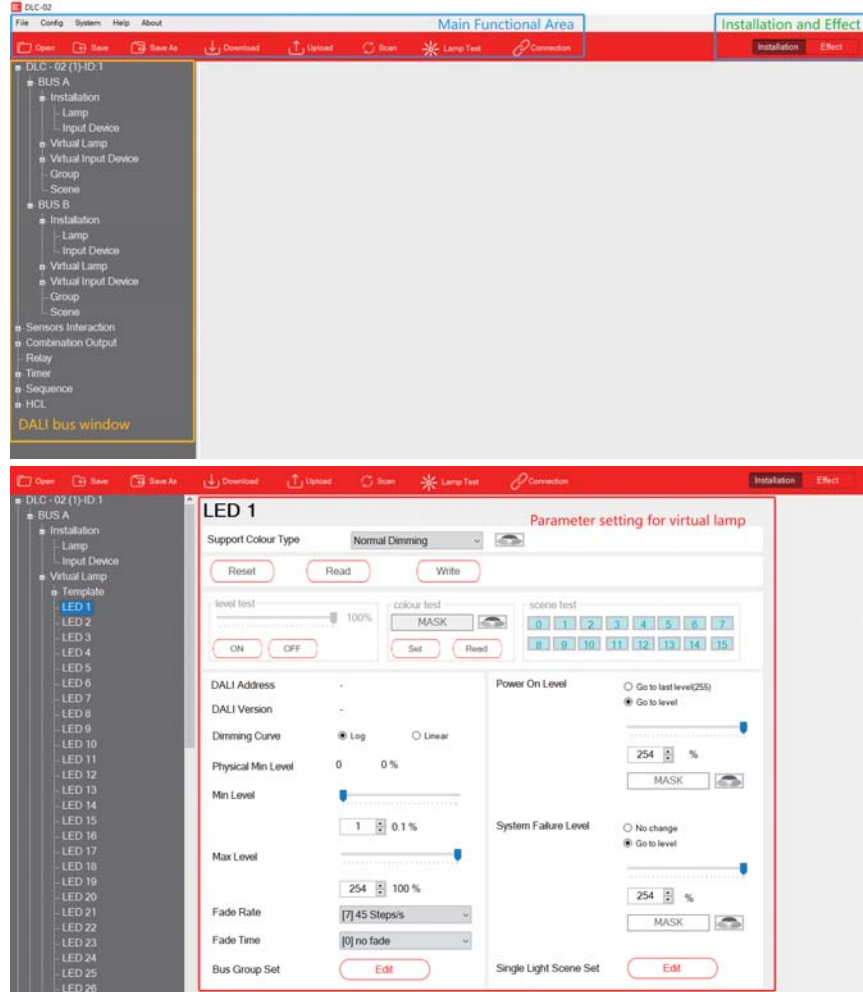 DLC-02
File Config System Help About
Main Functional Area
Installation and Effect
Open Save Save As Download Upload Scan Lamp Test Connection Installation Effect
DLC - 02 (1)-ID:1
BUS A
Installation
Lamp
Input Device
Virtual Lamp
Virtual Input Device
Group
Scene
BUS B
Installation
Lamp
Input Device
Virtual Lamp
Virtual Input Device
Group
Scene
Sensors Interaction
Combination Output
Relay
Timer
Sequence
HCL
DALI bus window
Open Save Save As Download Upload Scan Lamp Test Connection Installation Effect
DLC - 02 (1)-ID:1
BUS A
Installation
Lamp
Input Device
Virtual Lamp
Template
LED 1
LED 2
LED 3
LED 4
LED 5
LED 6
LED 7
LED 8
LED 9
LED 10
LED 11
LED 12
LED 13
LED 14
LED 15
LED 16
LED 17
LED 18
LED 19
LED 20
LED 21
LED 22
LED 23
LED 24
LED 25
LED 26
LED 1
Parameter setting for virtual lamp
Support Colour Type Normal Dimming
Reset Read Write
level test
100%
ON OFF
colour test
MASK
Set Read
scene test
0 1 2 3 4 5 6 7
8 9 10 11 12 13 14 15
DALI Address -
DALI Version -
Dimming Curve Log Linear
Physical Min Level 0 0 %
Min Level
1 0.1 %
Max Level
254 100 %
Fade Rate [7] 45 Steps/s
Fade Time [0] no fade
Bus Group Set Edit
Power On Level Go to last level(255)
Go to level
254 %
MASK
System Failure Level No change
Go to level
254 %
MASK
Single Light Scene Set Edit